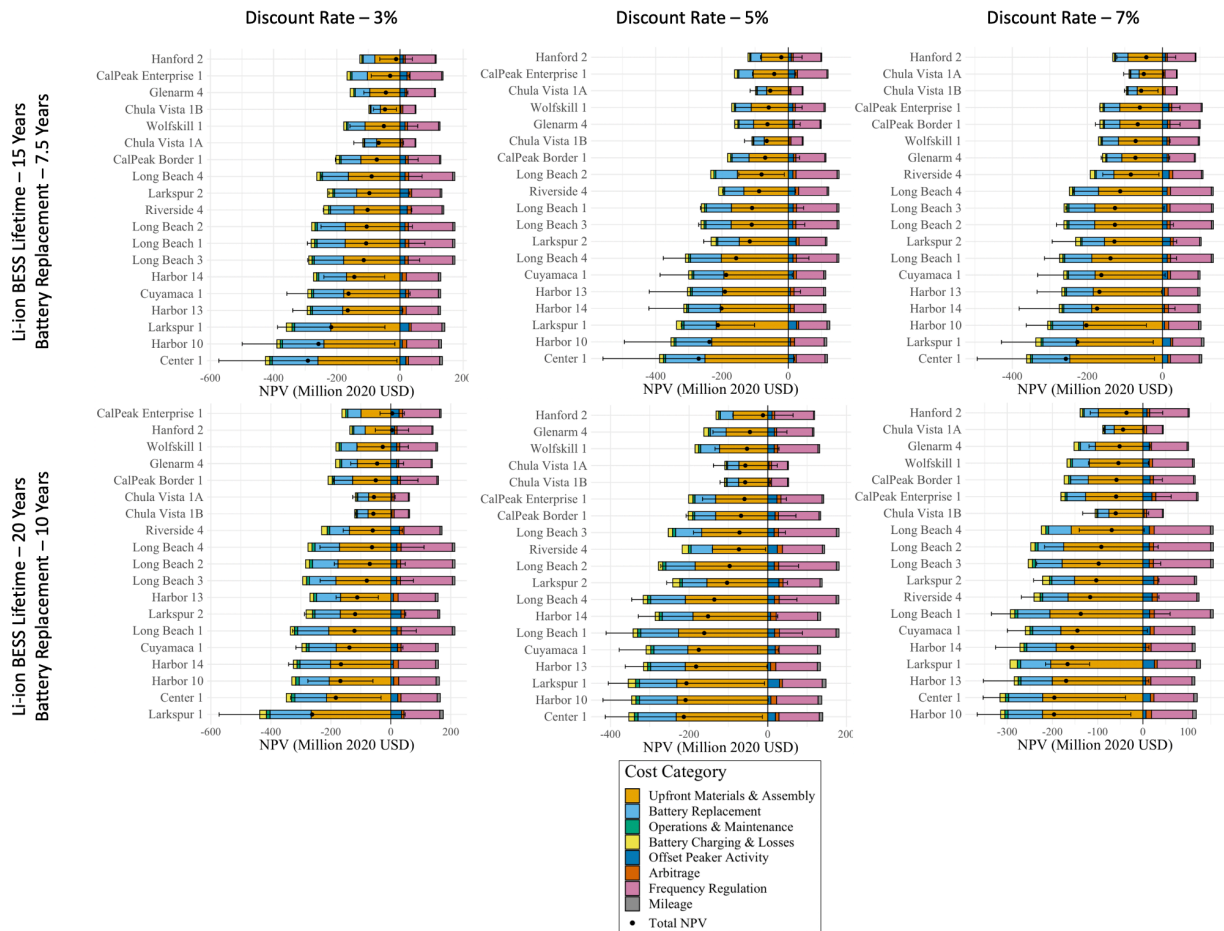 Discount Rate – 3%
Discount Rate – 5%
Discount Rate – 7%
Li-ion BESS Lifetime – 15 Years
Battery Replacement – 7.5 Years
Hanford 2
CalPeak Enterprise 1
Glenarm 4
Chula Vista 1B
Wolfskill 1
Chula Vista 1A
CalPeak Border 1
Long Beach 4
Larkspur 2
Riverside 4
Long Beach 2
Long Beach 1
Long Beach 3
Harbor 14
Cuyamaca 1
Harbor 13
Larkspur 1
Harbor 10
Center 1
-600 -400 -200 0 20
NPV (Million 2020 USD)
Hanford 2
CalPeak Enterprise 1
Chula Vista 1A
Wolfskill 1
Glenarm 4
Chula Vista 1B
CalPeak Border 1
Long Beach 2
Riverside 4
Long Beach 1
Long Beach 3
Larkspur 2
Long Beach 4
Cuyamaca 1
Harbor 13
Harbor 14
Larkspur 1
Harbor 10
Center 1
-400 -200 0
NPV (Million 2020 USD)
Hanford 2
Chula Vista 1A
Chula Vista 1B
CalPeak Enterprise 1
CalPeak Border 1
Wolfskill 1
Glenarm 4
Riverside 4
Long Beach 4
Long Beach 3
Long Beach 2
Larkspur 2
Long Beach 1
Cuyamaca 1
Harbor 13
Harbor 14
Harbor 10
Larkspur 1
Center 1
-400 -200 0
NPV (Million 2020 USD)
Li-ion BESS Lifetime – 20 Years
Battery Replacement – 10 Years
CalPeak Enterprise 1
Hanford 2
Wolfskill 1
Glenarm 4
CalPeak Border 1
Chula Vista 1A
Chula Vista 1B
Riverside 4
Long Beach 4
Long Beach 2
Long Beach 3
Harbor 13
Larkspur 2
Long Beach 1
Cuyamaca 1
Harbor 14
Harbor 10
Center 1
Larkspur 1
-600 -400 -200 0 200
NPV (Million 2020 USD)
Hanford 2
Glenarm 4
Wolfskill 1
Chula Vista 1A
Chula Vista 1B
CalPeak Enterprise 1
CalPeak Border 1
Long Beach 3
Riverside 4
Long Beach 2
Larkspur 2
Long Beach 4
Harbor 14
Long Beach 1
Cuyamaca 1
Harbor 13
Larkspur 1
Harbor 10
Center 1
-400 -200 0 200
NPV (Million 2020 USD)
Hanford 2
Chula Vista 1A
Glenarm 4
Wolfskill 1
CalPeak Border 1
CalPeak Enterprise 1
Chula Vista 1B
Long Beach 4
Long Beach 2
Long Beach 3
Larkspur 2
Riverside 4
Long Beach 1
Cuyamaca 1
Harbor 14
Larkspur 1
Harbor 13
Center 1
Harbor 10
-300 -200 -100 0 100
NPV (Million 2020 USD)
Cost Category
Upfront Materials & Assembly
Battery Replacement
Operations & Maintenance
Battery Charging & Losses
Offset Peaker Activity
Arbitrage
Frequency Regulation
Mileage
Total NPV